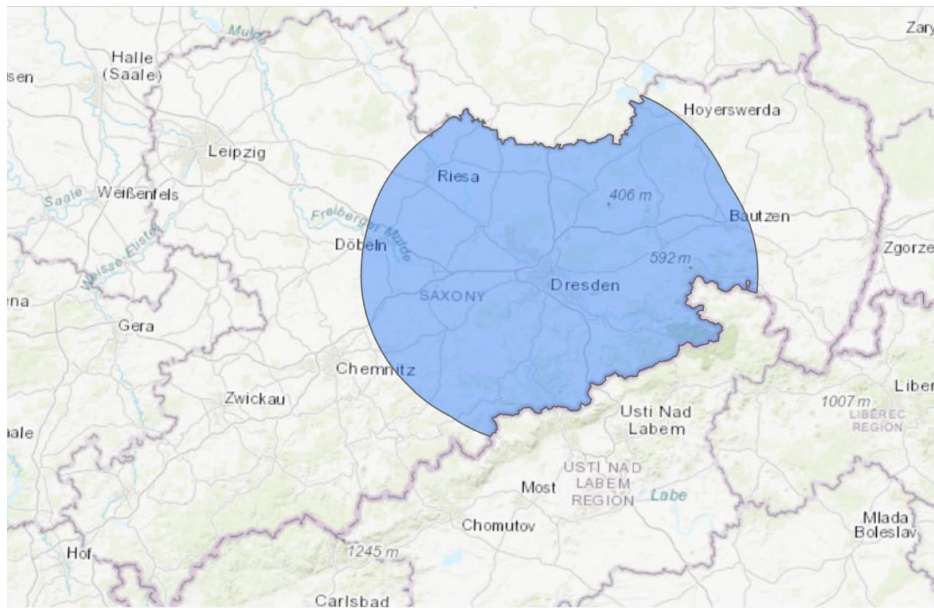 Mulde
Zary
Halle
(Saale)
sen
Hoyerswerda
Leipzig
Riesa
Saale
Weißenfels
406 m
Freiberger Mulde
Bautzen
Weisse Elster
Döbeln
Zgorze
592 m
Dresden
SAXONY
ena
Gera
Chemnitz
Zwickau
Liber
1007 m
LIBEREC
REGION
Usti Nad
Labem
aale
USTI NAD
LABEM
REGION
Most
Labe
Chomutov
Mlada
Boleslav
Hof
1245 m
Carlsbad